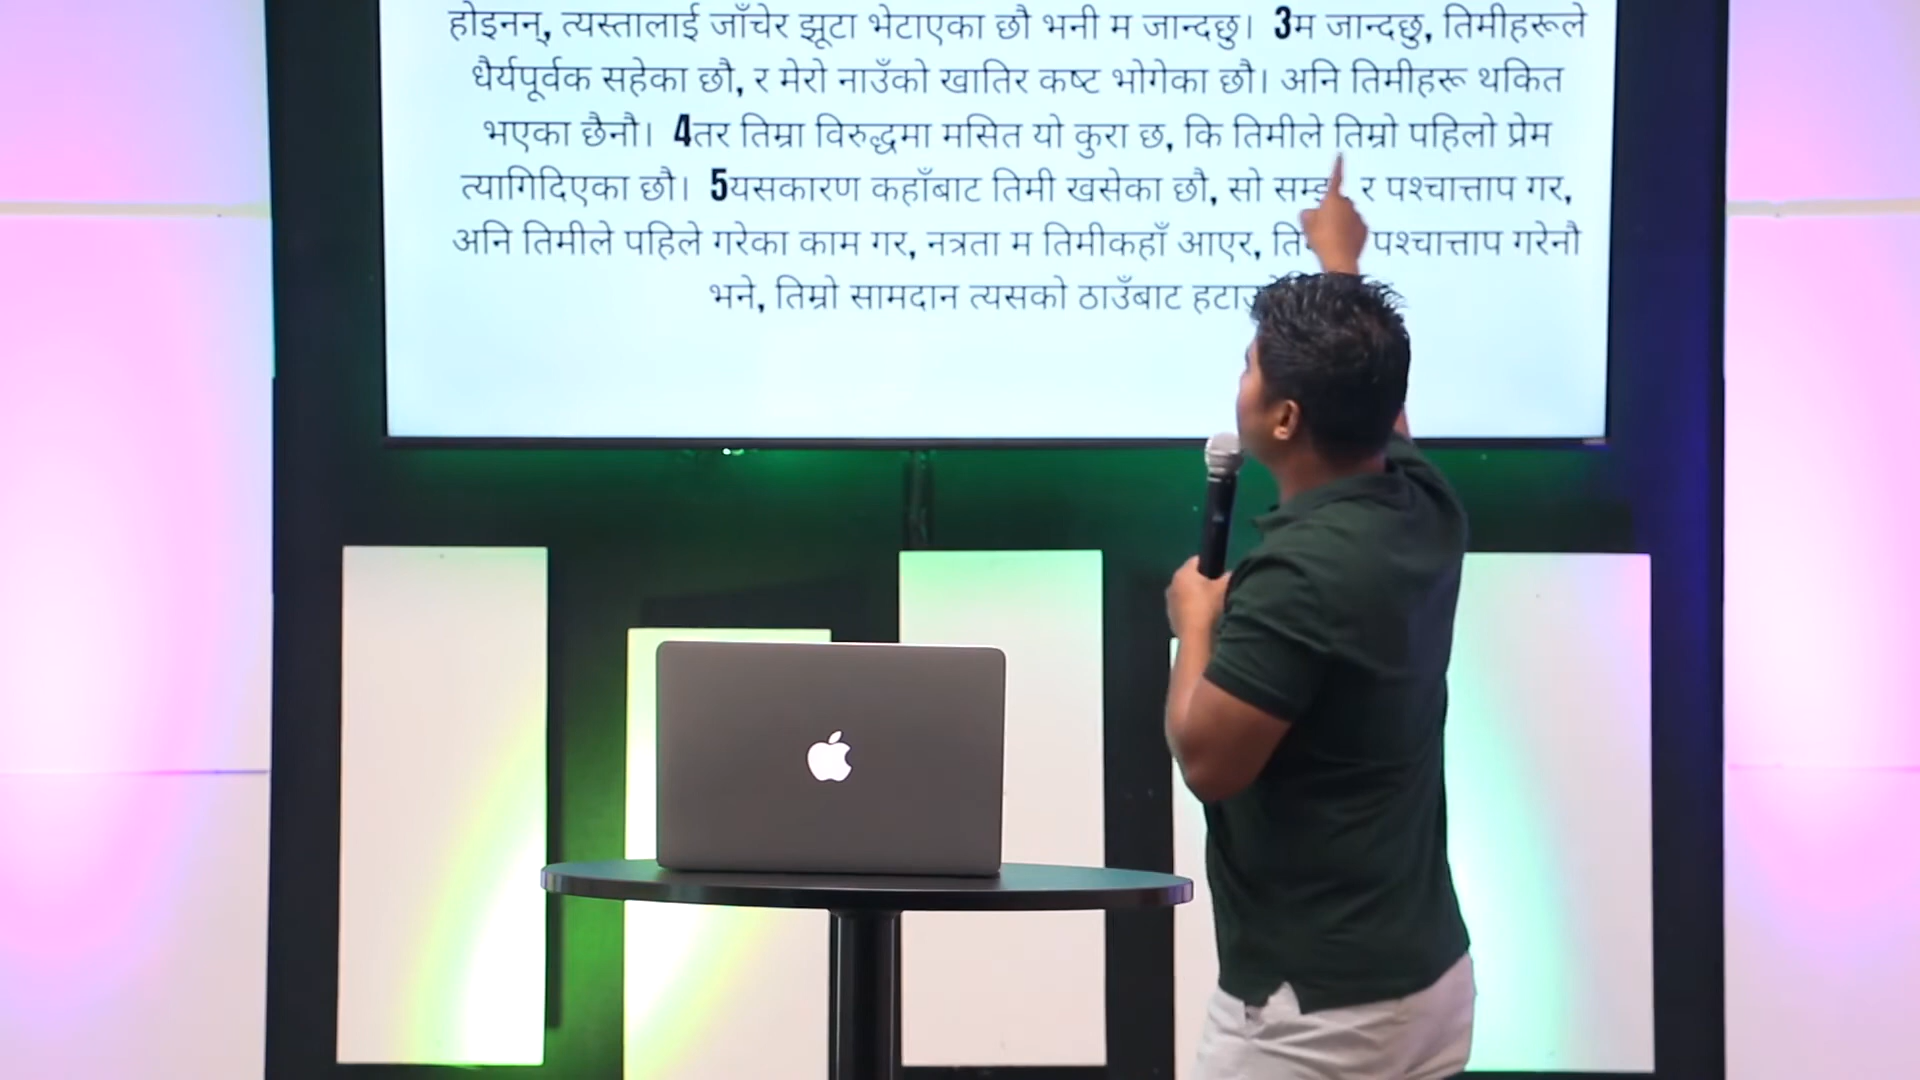 होइनन्, त्यस्तालाई जाँचेर झूटा भेटाएका छौ भनी म जान्दछु। 3म जान्दछु, तिमीहरूले
धैर्यपूर्वक सहेका छौ, र मेरो नाउँको खातिर कष्ट भोगेका छौ। अनि तिमीहरू थकित
भएका छैनौ। 4तर तिम्रा विरुद्धमा मसित यो कुरा छ, कि तिमीले तिम्रो पहिलो प्रेम
त्यागिदिएका छौ। 5यसकारण कहाँबाट तिमी खसेका छौ, सो र पश्चात्ताप गर,
अनि तिमीले पहिले गरेका काम गर, नत्रता म तिमीकहाँ आएर, पश्चात्ताप गरेनौ
भने, तिम्रो सामदान त्यसको ठाउँबाट